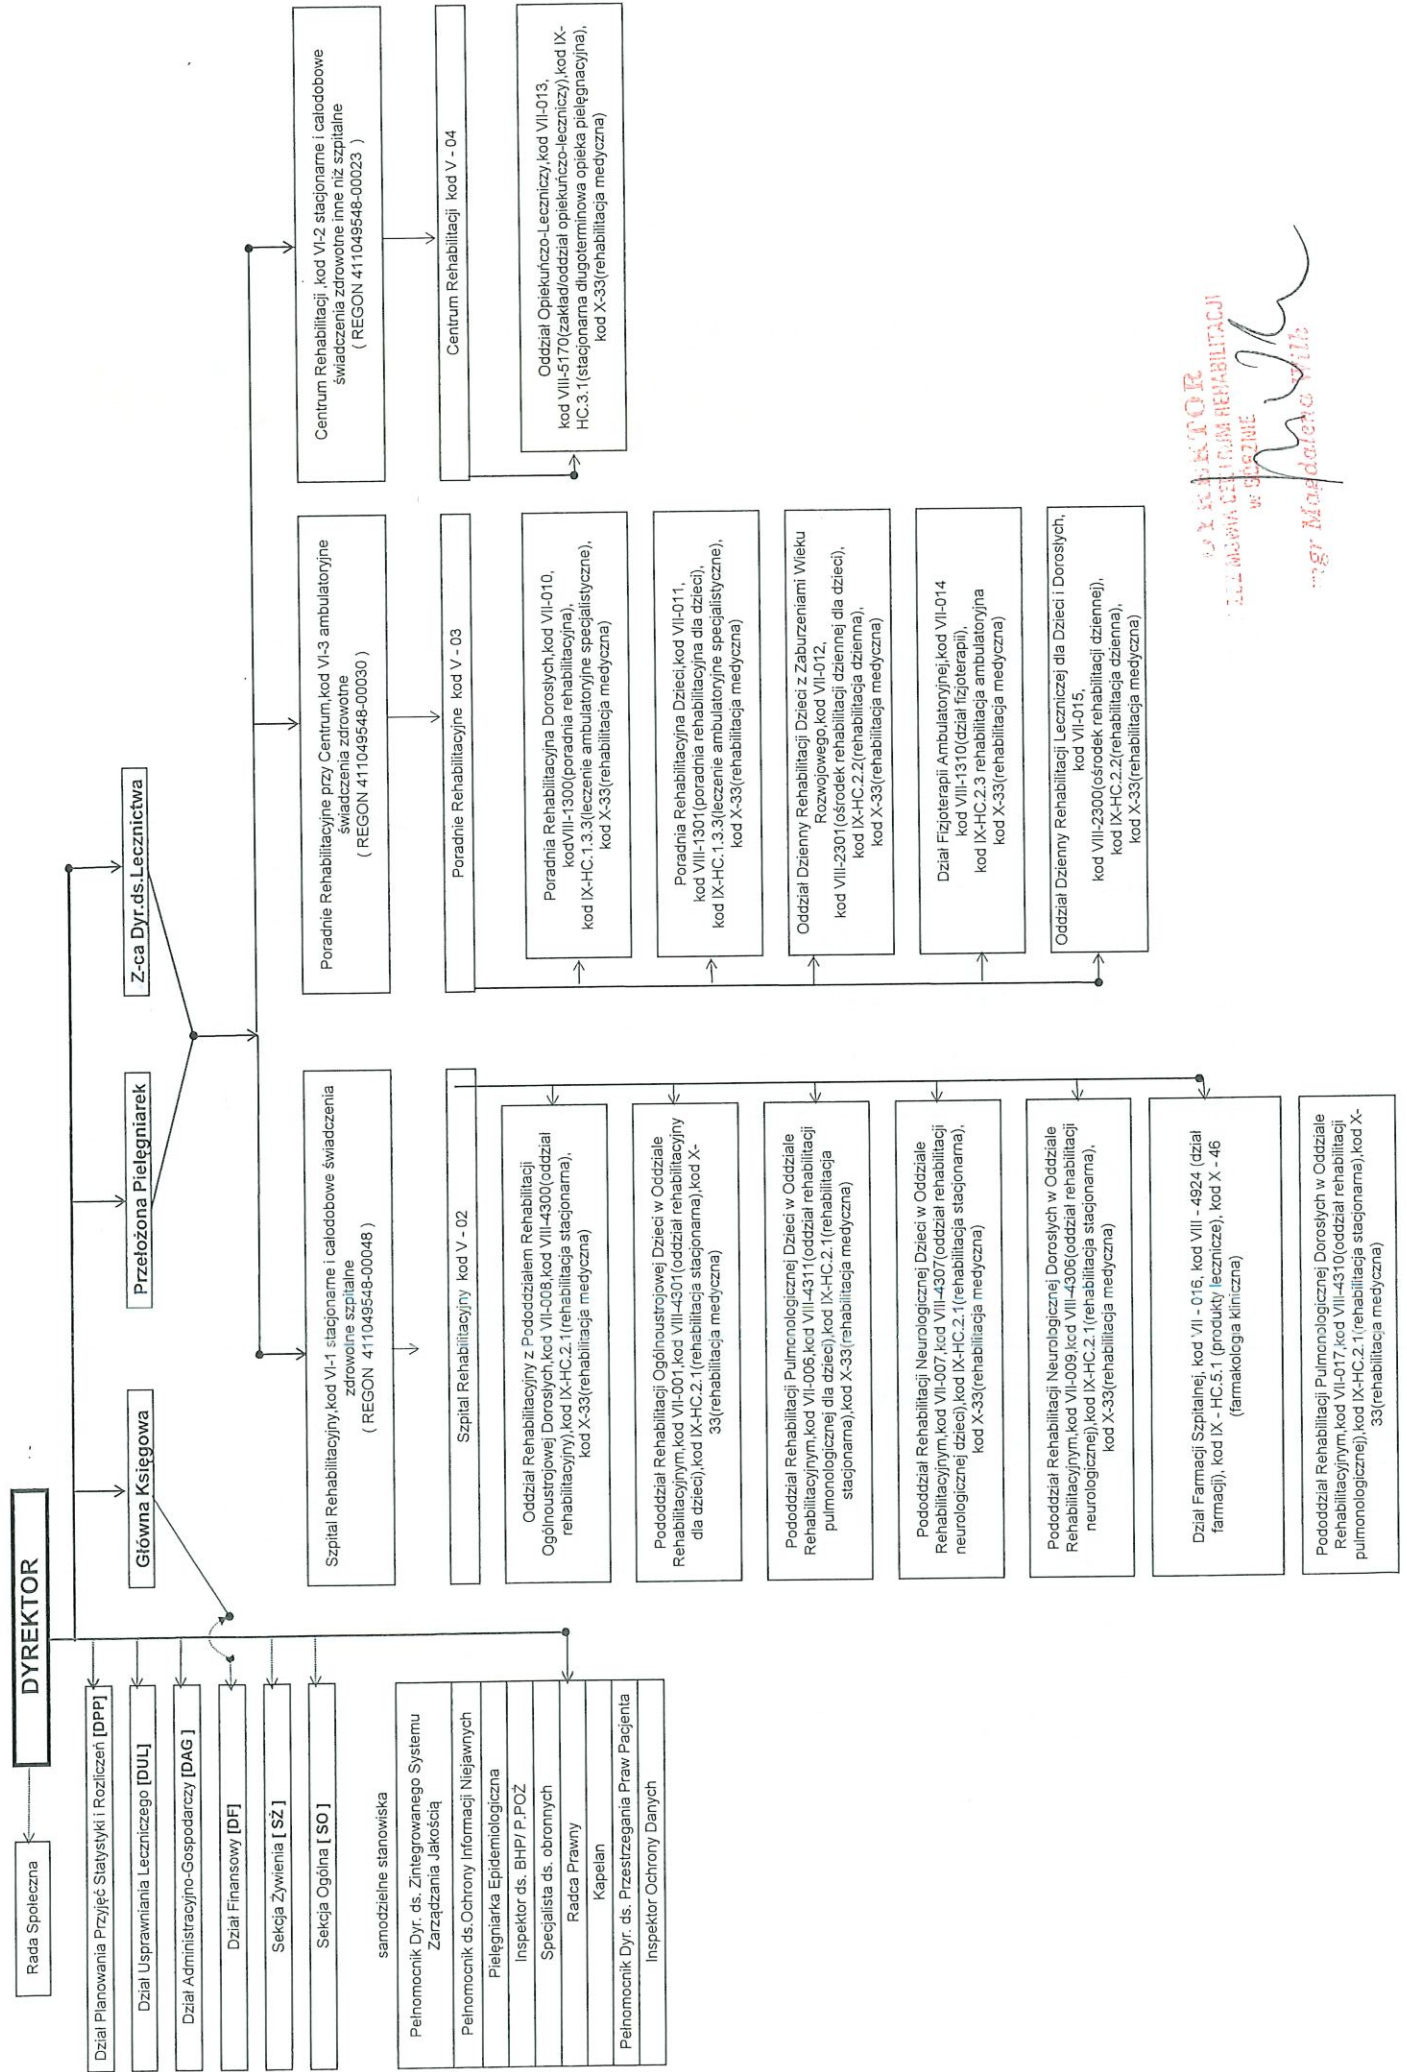 DYREKTOR
Rada Społeczna
Główna Księgowa
Przełożona Pielęgniarek
Z-ca Dyr.ds.Lecznictwa
Dział Planowania Przyjęć Statystyki i Rozliczeń [DPP]
Dział Usprawniania Leczniczego [DUL]
Dział Administracyjno-Gospodarczy [DAG ]
Dział Finansowy [DF]
Sekcja Żywienia [ SŻ ]
Sekcja Ogólna [ SO ]
samodzielne stanowiska
Pełnomocnik Dyr. ds. Zintegrowanego Systemu
Zarządzania Jakością
Pełnomocnik ds.Ochrony Informacji Niejawnych
Pielęgniarka Epidemiologiczna
Inspektor ds. BHP/ P.POŻ
Specjalista ds. obronnych
Radca Prawny
Kapelan
Pełnomocnik Dyr. ds. Przestrzegania Praw Pacjenta
Inspektor Ochrony Danych
Szpital Rehabilitacyjny,kod VI-1 stacjonarne i całodobowe świadczenia
zdrowotne szpitalne
( REGON 411049548-00048 )
Szpital Rehabilitacyjny kod V - 02
Oddział Rehabilitacyjny z Pododdziałem Rehabilitacji
Ogólnoustrojowej Dorosłych,kod VII-008,kod VIII-4300(oddział
rehabilitacyjny),kod IX-HC.2.1(rehabilitacja stacjonarna),
kod X-33(rehabilitacja medyczna)
Pododdział Rehabilitacji Ogólnoustrojowej Dzieci w Oddziale
Rehabilitacyjnym,kod VII-001,kod VIII-4301(oddział rehabilitacyjny
dla dzieci),kod IX-HC.2.1(rehabilitacja stacjonarna),kod X-
33(rehabilitacja medyczna)
Pododdział Rehabilitacji Pulmonologicznej Dzieci w Oddziale
Rehabilitacyjnym,kod VII-006,kod VIII-4311(oddział rehabilitacji
pulmonologicznej dla dzieci),kod IX-HC.2.1(rehabilitacja
stacjonarna),kod X-33(rehabilitacja medyczna)
Pododdział Rehabilitacji Neurologicznej Dzieci w Oddziale
Rehabilitacyjnym,kod VII-007,kod VIII-4307(oddział rehabilitacji
neurologicznej dzieci),kod IX-HC.2.1(rehabilitacja stacjonarna),
kod X-33(rehabilitacja medyczna)
Pododdział Rehabilitacji Neurologicznej Dorosłych w Oddziale
Rehabilitacyjnym,kod VII-009,kod VIII-4306(oddział rehabilitacji
neurologicznej),kod IX-HC.2.1(rehabilitacja stacjonarna),
kod X-33(rehabilitacja medyczna)
Dział Farmacji Szpitalnej, kod VII - 016, kod VIII - 4924 (dział
farmacji), kod IX - HC.5.1 (produkty lecznicze), kod X - 46
(farmakologia kliniczna)
Pododdział Rehabilitacji Pulmonologicznej Dorosłych w Oddziale
Rehabilitacyjnym,kod VII-017,kod VIII-4310(oddział rehabilitacji
pulmonologicznej),kod IX-HC.2.1(rehabilitacja stacjonarna),kod X-
33(rehabilitacja medyczna)
Poradnie Rehabilitacyjne przy Centrum,kod VI-3 ambulatoryjne
świadczenia zdrowotne
( REGON 411049548-00030 )
Poradnie Rehabilitacyjne kod V - 03
Poradnia Rehabilitacyjna Dorosłych,kod VII-010,
kodVIII-1300(poradnia rehabilitacyjna),
kod IX-HC.1.3.3(leczenie ambulatoryjne specjalistyczne),
kod X-33(rehabilitacja medyczna)
Poradnia Rehabilitacyjna Dzieci,kod VII-011,
kod VIII-1301(poradnia rehabilitacyjna dla dzieci),
kod IX-HC.1.3.3(leczenie ambulatoryjne specjalistyczne),
kod X-33(rehabilitacja medyczna)
Oddział Dzienny Rehabilitacji Dzieci z Zaburzeniami Wieku
Rozwojowego,kod VII-012,
kod VIII-2301(ośrodek rehabilitacji dziennej dla dzieci),
kod IX-HC.2.2(rehabilitacja dzienna),
kod X-33(rehabilitacja medyczna)
Dział Fizjoterapii Ambulatoryjnej,kod VII-014
kod VIII-1310(dział fizjoterapii),
kod IX-HC.2.3 rehabilitacja ambulatoryjna
kod X-33(rehabilitacja medyczna)
Oddział Dzienny Rehabilitacji Leczniczej dla Dzieci i Dorosłych,
kod VII-015,
kod VIII-2300(ośrodek rehabilitacji dziennej),
kod IX-HC.2.2(rehabilitacja dzienna),
kod X-33(rehabilitacja medyczna)
Centrum Rehabilitacji ,kod VI-2 stacjonarne i całodobowe
świadczenia zdrowotne inne niż szpitalne
( REGON 411049548-00023 )
Centrum Rehabilitacji kod V - 04
Oddział Opiekuńczo-Leczniczy,kod VII-013,
kod VIII-5170(zakład/oddział opiekuńczo-leczniczy),kod IX-
HC.3.1(stacjonarna długoterminowa opieka pielęgnacyjna),
kod X-33(rehabilitacja medyczna)
DYREKTOR
CENTRUM REHABILITACJI
mgr Magdalena Wilk